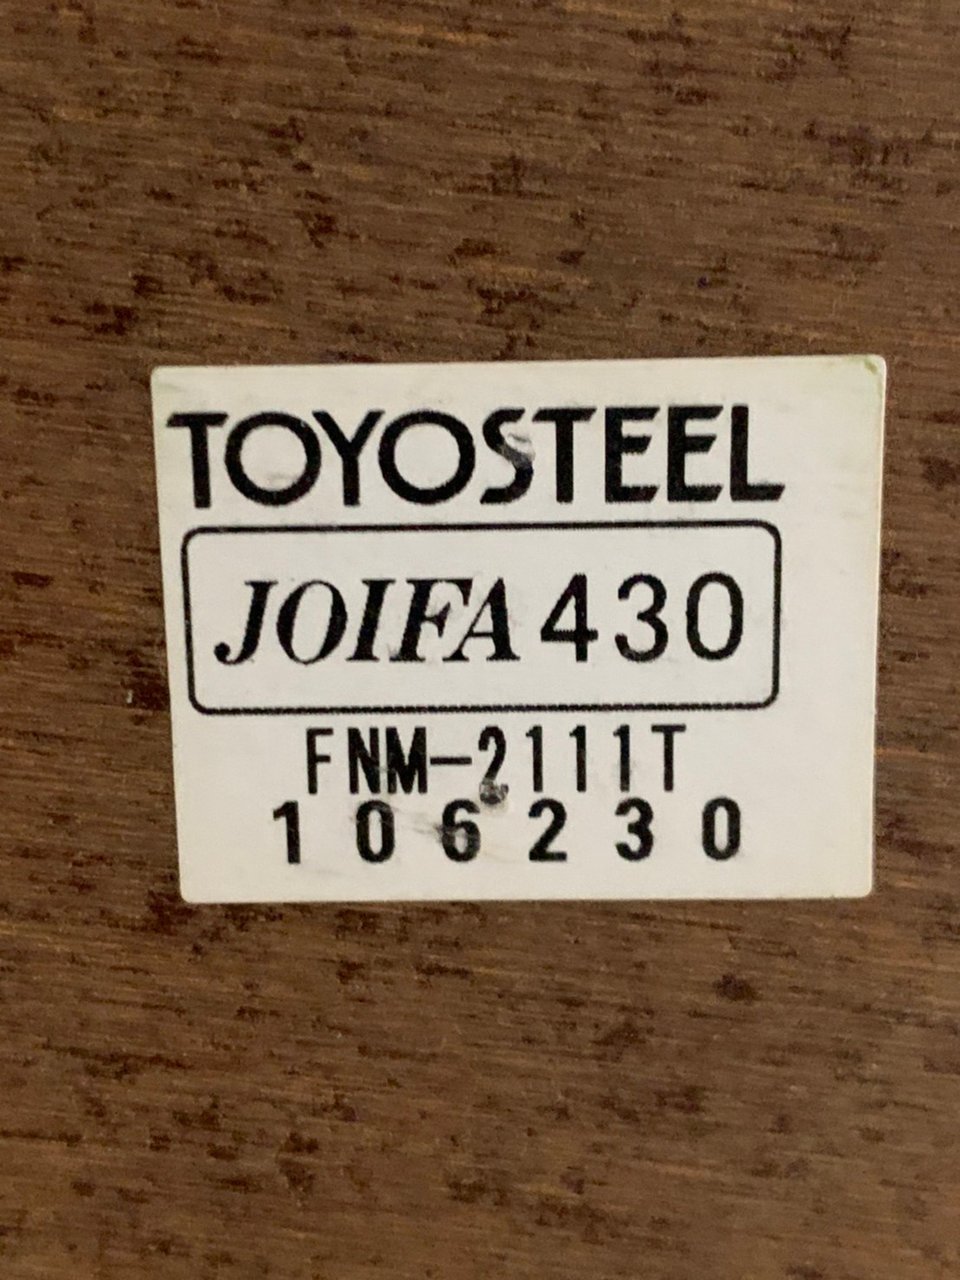 TOYOSTEEL
JOIFA 430
FNM-2111T
106230